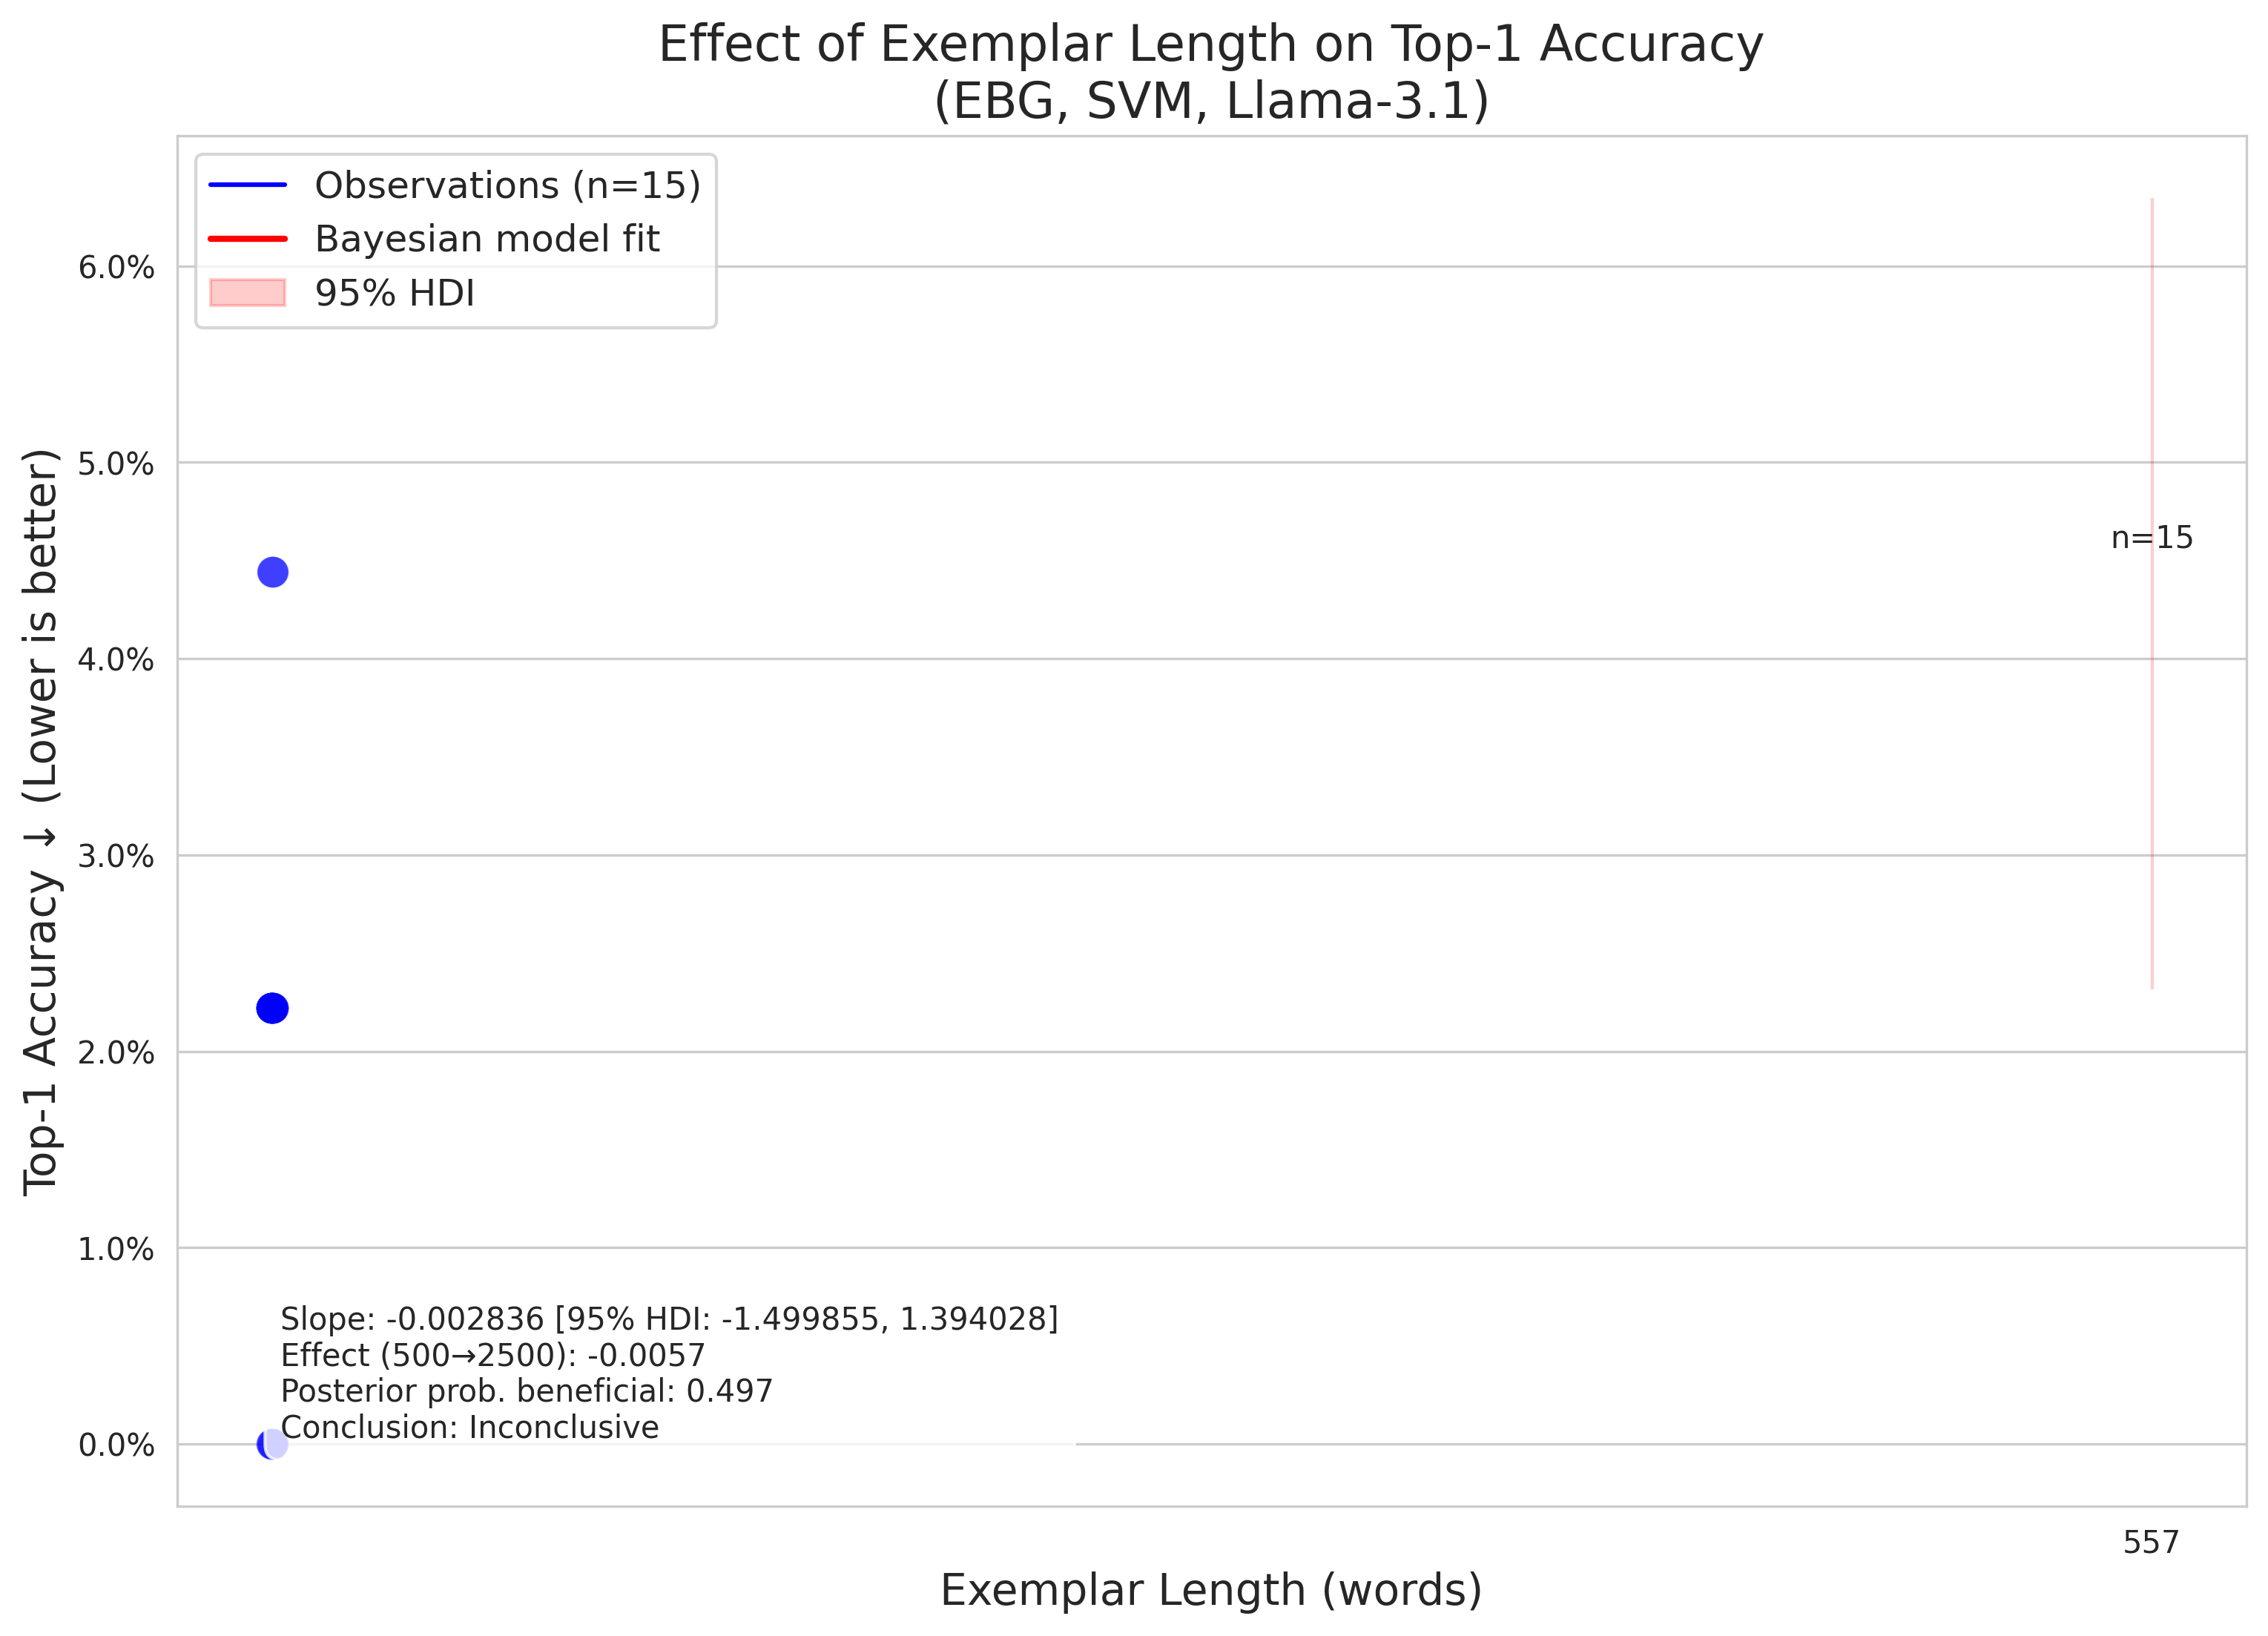 Effect of Exemplar Length on Top-1 Accuracy
(EBG, SVM, Llama-3.1)
Observations (n=15)
Bayesian model fit
95% HDI
Top-1 Accuracy ↓ (Lower is better)
6.0%
5.0%
4.0%
3.0%
2.0%
1.0%
0.0%
n=15
Slope: -0.002836 [95% HDI: -1.499855, 1.394028]
Effect (500→2500): -0.0057
Posterior prob. beneficial: 0.497
Conclusion: Inconclusive
557
Exemplar Length (words)